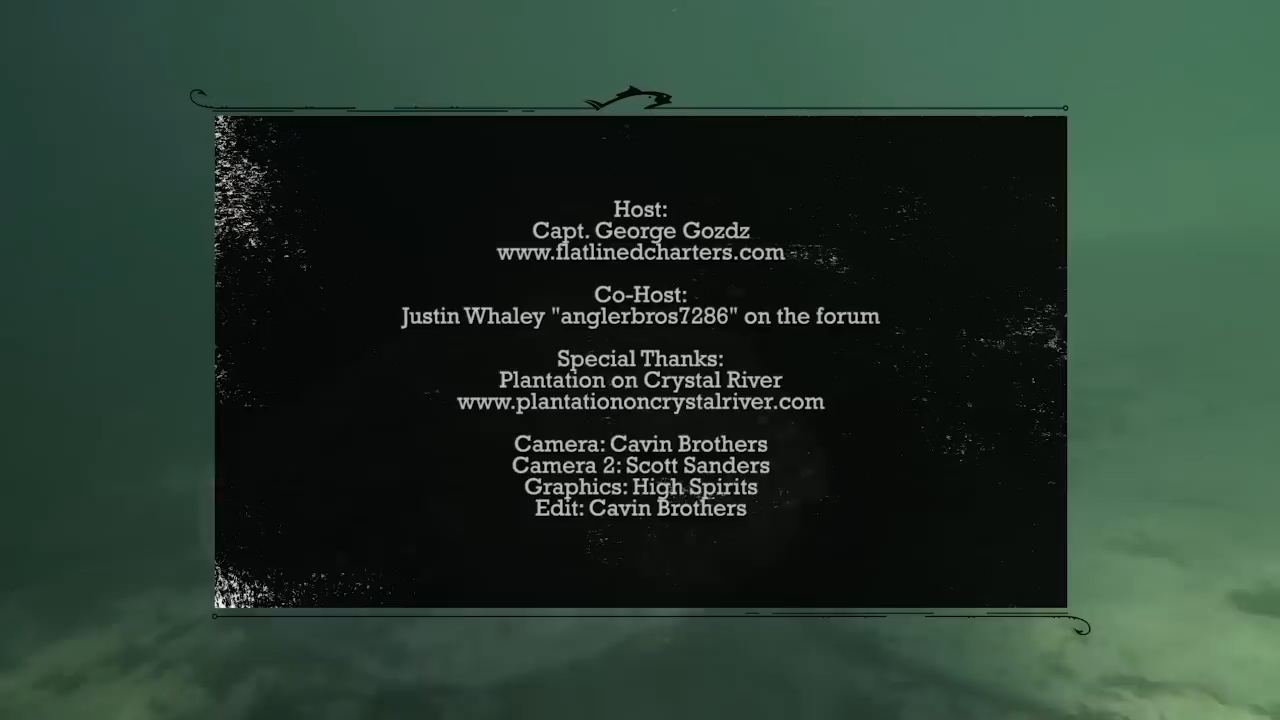 Host:
Capt. George Gozdz
www.flatlinedcharters.com
Co-Host:
Justin Whaley "anglerbros7286" on the forum
Special Thanks:
Plantation on Crystal River
www.plantationoncrystalriver.com
Camera: Cavin Brothers
Camera 2: Scott Sanders
Graphics: High Spirits
Edit: Cavin Brothers